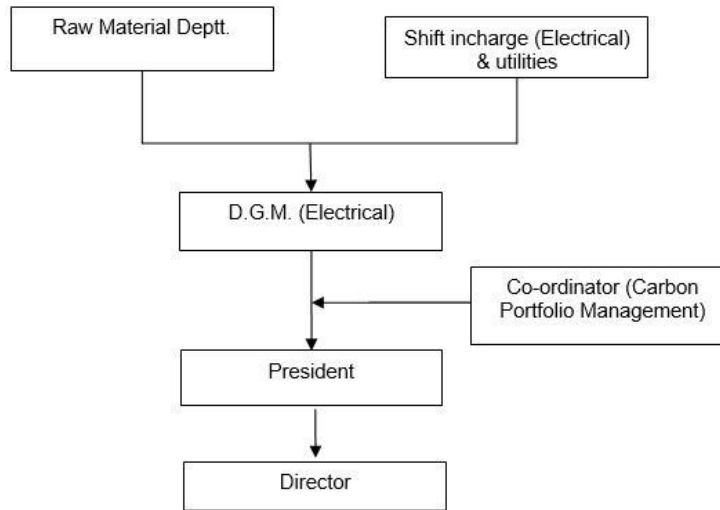 Raw Material Deptt.
Shift incharge (Electrical)
& utilities
D.G.M. (Electrical)
Co-ordinator (Carbon
Portfolio Management)
President
Director